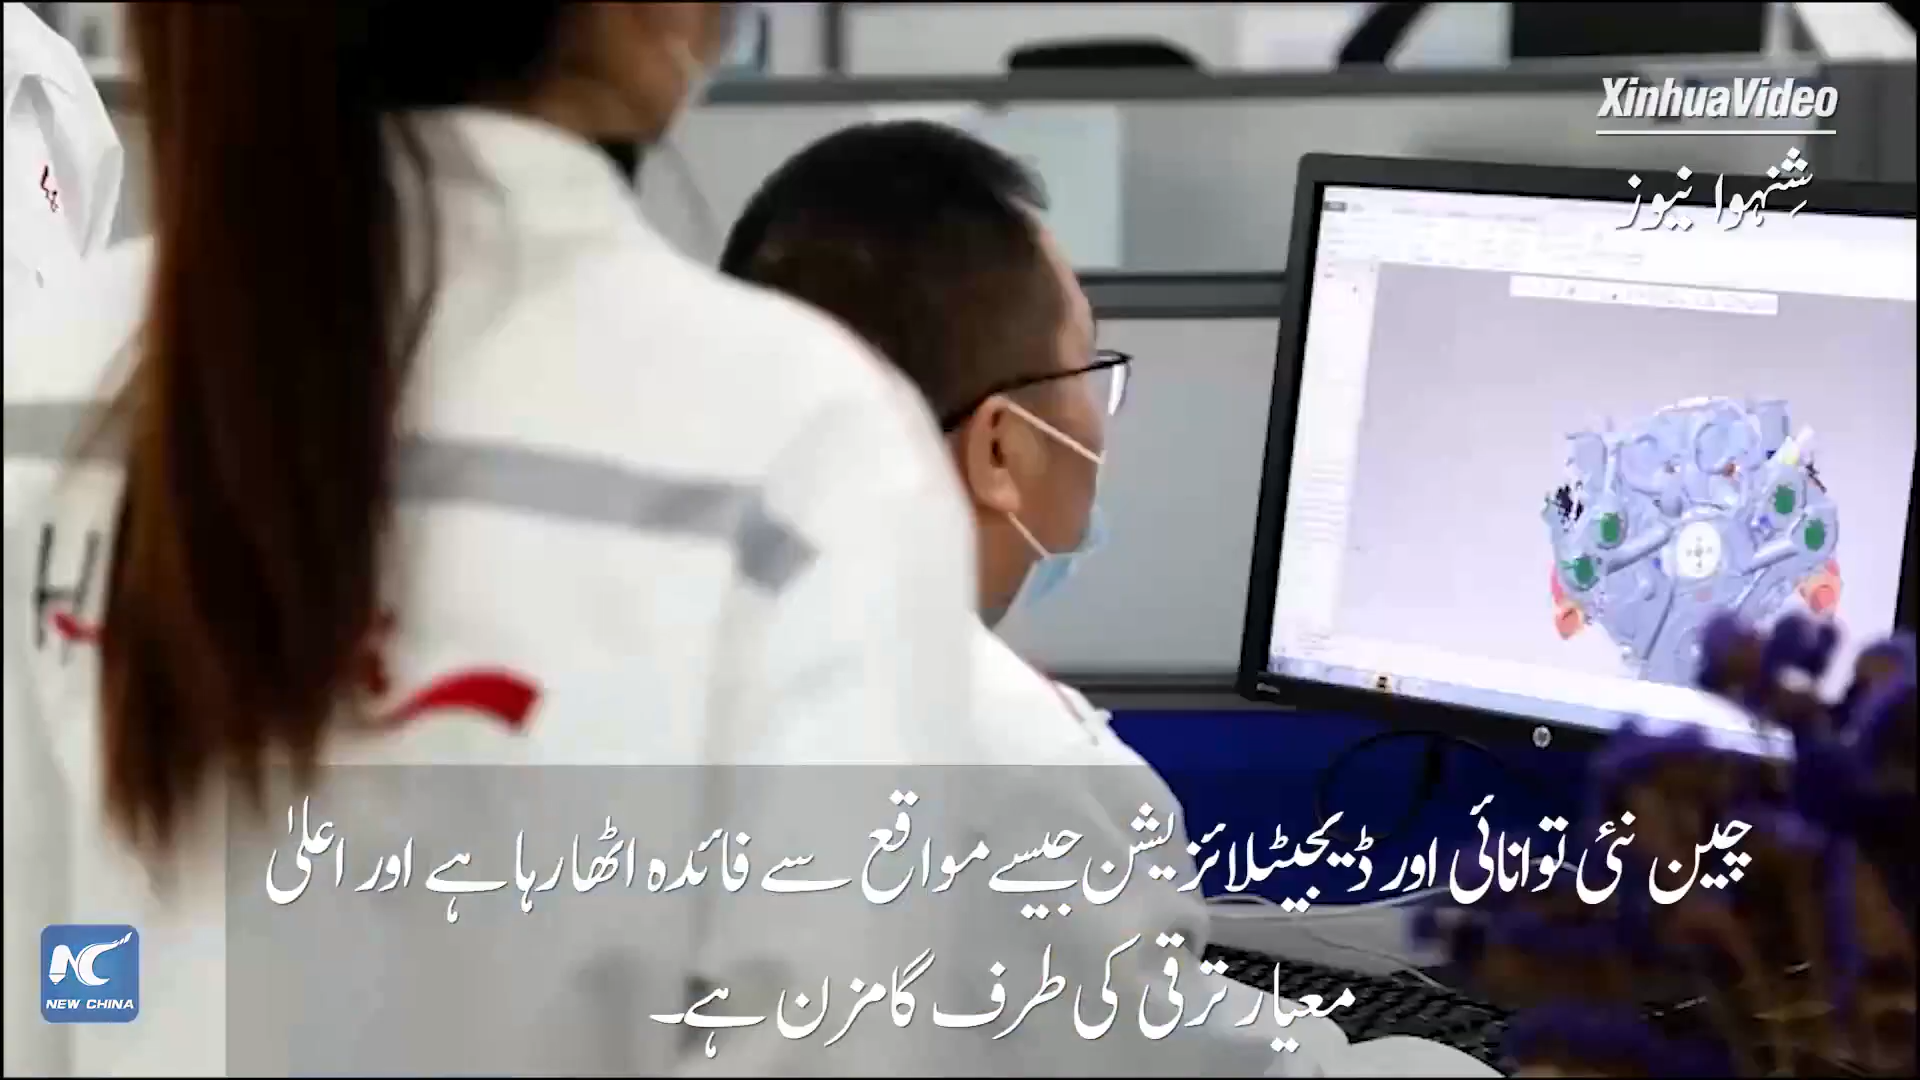 XinhuaVideo
شِنہوا نیوز
چین نئی توانائی اور ڈیجیٹلائزیشن جیسے مواقع سے فائدہ اٹھا رہا ہے اور اعلیٰ
معیار ترقی کی طرف گامزن ہے۔
NEW CHINA